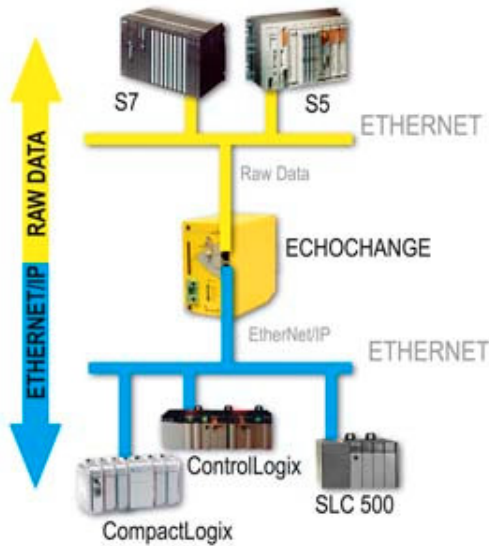 S7
S5
ETHERNET
RAW DATA
Raw Data
ECHOCHANGE
ETHERNET/IP
EtherNet/IP
ETHERNET
ControlLogix
SLC 500
CompactLogix